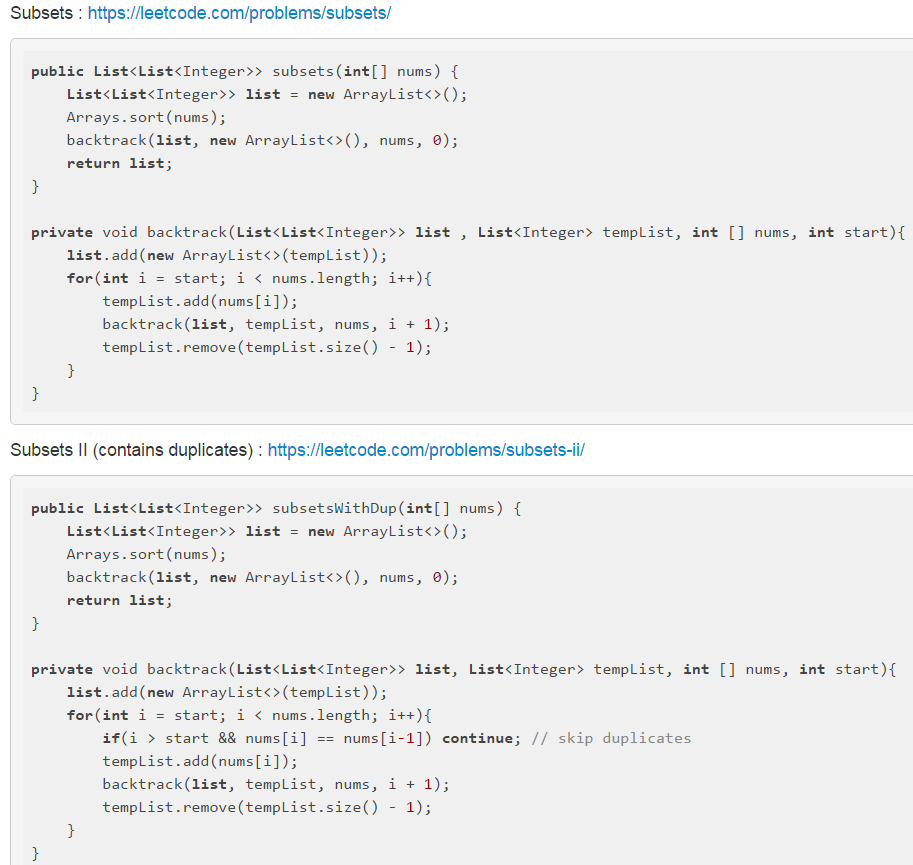 Subsets : https://leetcode.com/problems/subsets/
public List<List<Integer>> subsets(int[] nums) {
    List<List<Integer>> list = new ArrayList<>();
    Arrays.sort(nums);
    backtrack(list, new ArrayList<>(), nums, 0);
    return list;
}
private void backtrack(List<List<Integer>> list , List<Integer> tempList, int [] nums, int start){
    list.add(new ArrayList<>(tempList));
    for(int i = start; i < nums.length; i++){
        tempList.add(nums[i]);
        backtrack(list, tempList, nums, i + 1);
        tempList.remove(tempList.size() - 1);
    }
}
Subsets II (contains duplicates) : https://leetcode.com/problems/subsets-ii/
public List<List<Integer>> subsetsWithDup(int[] nums) {
    List<List<Integer>> list = new ArrayList<>();
    Arrays.sort(nums);
    backtrack(list, new ArrayList<>(), nums, 0);
    return list;
}
private void backtrack(List<List<Integer>> list, List<Integer> tempList, int [] nums, int start){
    list.add(new ArrayList<>(tempList));
    for(int i = start; i < nums.length; i++){
        if(i > start && nums[i] == nums[i-1]) continue; // skip duplicates
        tempList.add(nums[i]);
        backtrack(list, tempList, nums, i + 1);
        tempList.remove(tempList.size() - 1);
    }
}